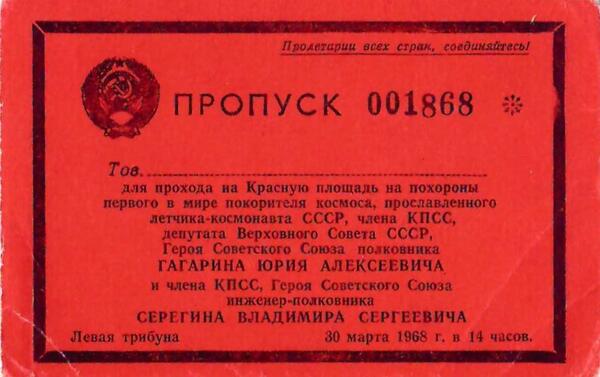 Пролетарии всех стран, соединяйтесь!
ПРОПУСК 001868 *
Тов.
для прохода на Красную площадь на похороны
первого в мире покорителя космоса, прославленного
летчика-космонавта СССР, члена КПСС,
депутата Верховного Совета СССР,
Героя Советского Союза полковника
ГАГАРИНА ЮРИЯ АЛЕКСЕЕВИЧА
и члена КПСС, Героя Советского Союза
инженер-полковника
СЕРЕГИНА ВЛАДИМИРА СЕРГЕЕВИЧА
Левая трибуна 30 марта 1968 г. в 14 часов.